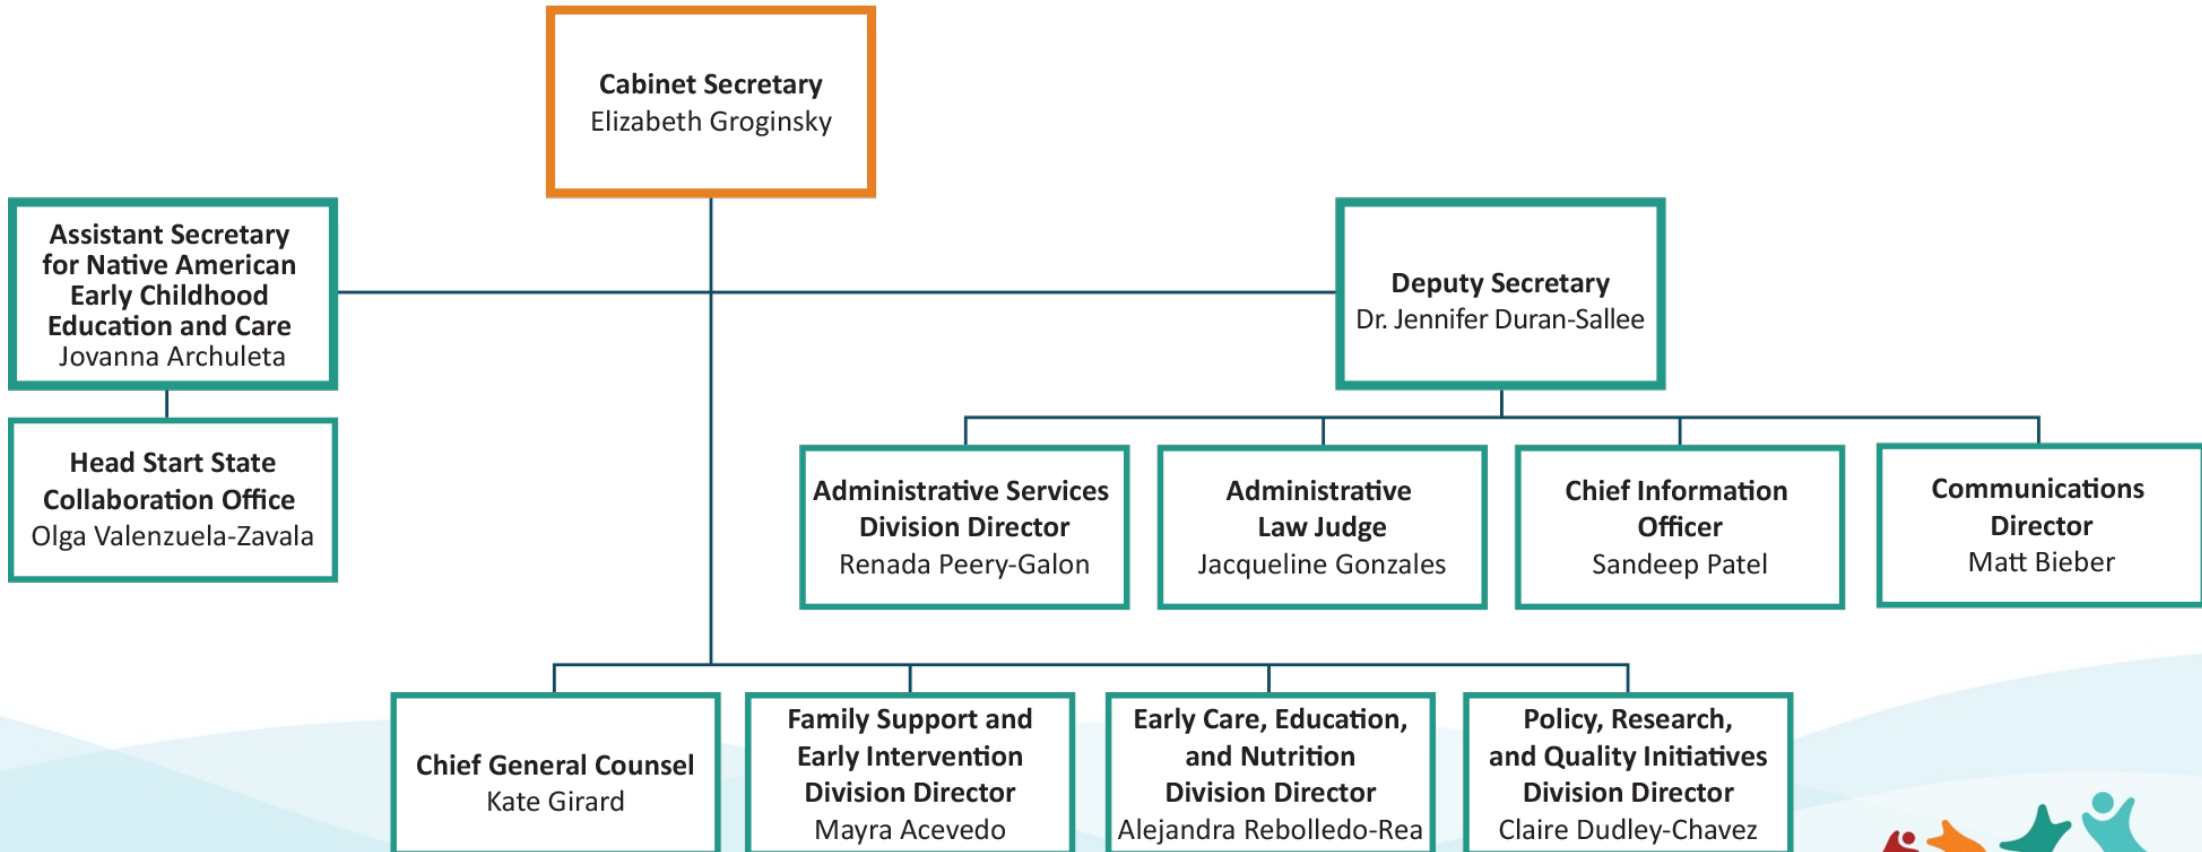 Cabinet Secretary
Elizabeth Groginsky
Assistant Secretary
for Native American
Early Childhood
Education and Care
Jovanna Archuleta
Deputy Secretary
Dr. Jennifer Duran-Sallee
Head Start State
Collaboration Office
Olga Valenzuela-Zavala
Administrative Services
Division Director
Renada Peery-Galon
Administrative
Law Judge
Jacqueline Gonzales
Chief Information
Officer
Sandeep Patel
Communications
Director
Matt Bieber
Chief General Counsel
Kate Girard
Family Support and
Early Intervention
Division Director
Mayra Acevedo
Early Care, Education,
and Nutrition
Division Director
Alejandra Rebolledo-Rea
Policy, Research,
and Quality Initiatives
Division Director
Claire Dudley-Chavez